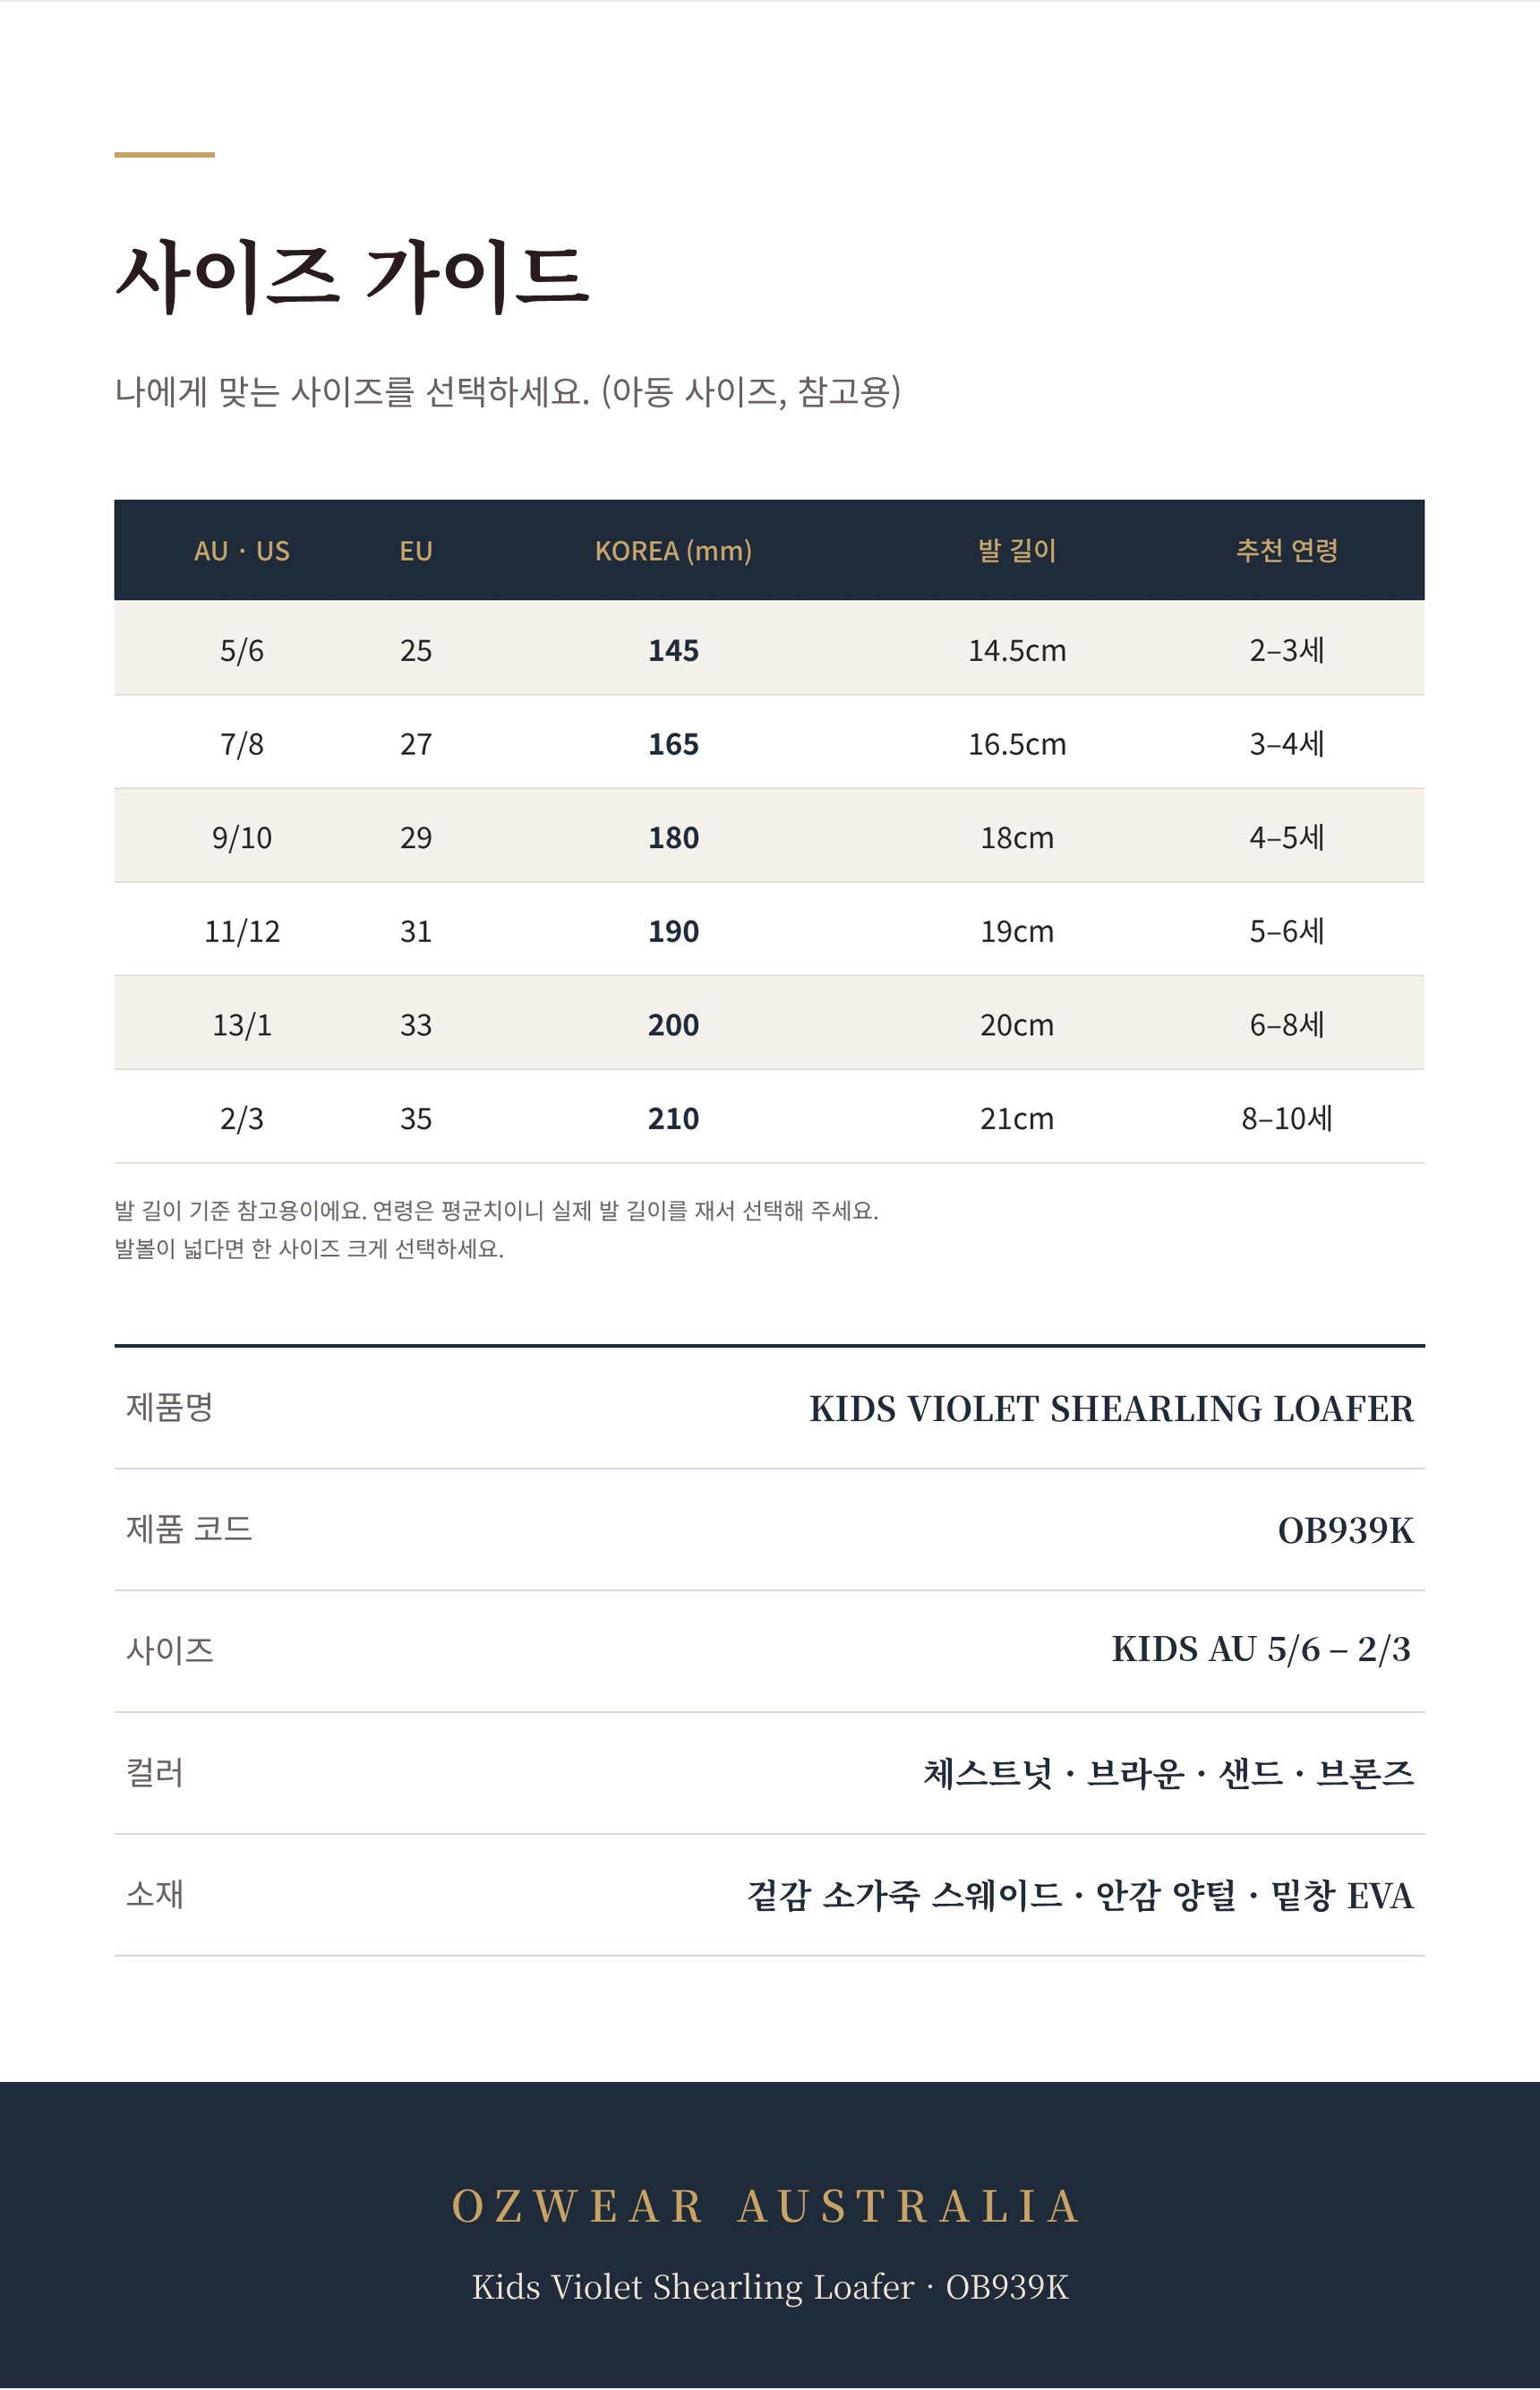 사이즈 가이드
나에게 맞는 사이즈를 선택하세요. (아동 사이즈, 참고용)
AU · US EU KOREA (mm) 발 길이 추천 연령
5/6 25 145 14.5cm 2–3세
7/8 27 165 16.5cm 3–4세
9/10 29 180 18cm 4–5세
11/12 31 190 19cm 5–6세
13/1 33 200 20cm 6–8세
2/3 35 210 21cm 8–10세
발 길이 기준 참고용이에요. 연령은 평균치이니 실제 발 길이를 재서 선택해 주세요.
발볼이 넓다면 한 사이즈 크게 선택하세요.
제품명 KIDS VIOLET SHEARLING LOAFER
제품 코드 OB939K
사이즈 KIDS AU 5/6 – 2/3
컬러 체스트넛 · 브라운 · 샌드 · 브론즈
소재 겉감 소가죽 스웨이드 · 안감 양털 · 밑창 EVA
OZWEAR AUSTRALIA
Kids Violet Shearling Loafer · OB939K